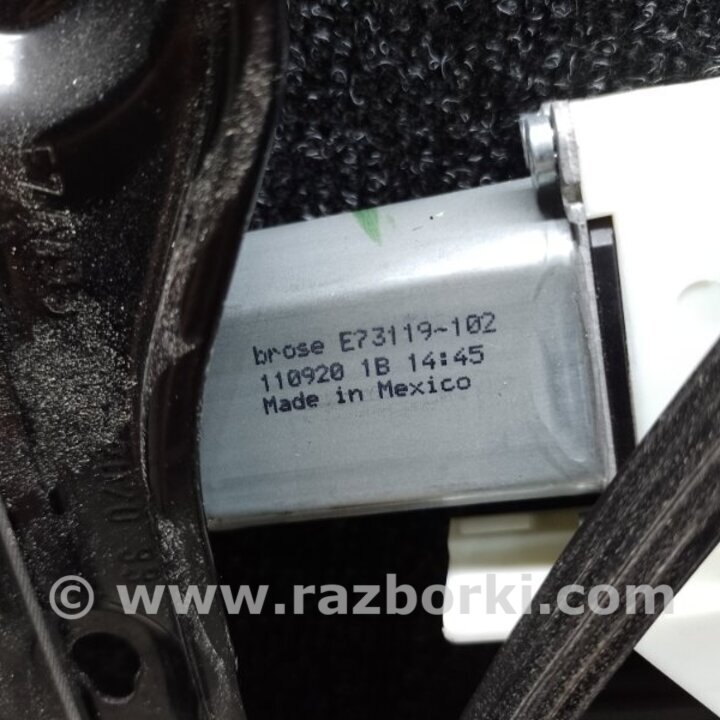 brose E73119-102
110920 1B 14:45
Made in Mexico
© www.razborki.com